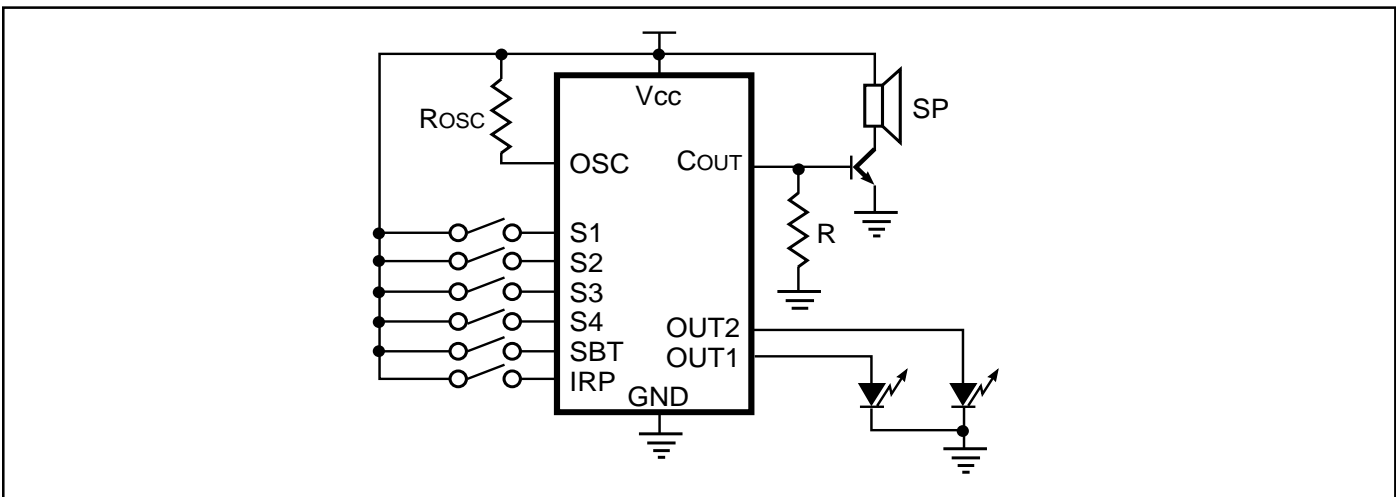 Vcc
SP
ROSC
OSC
COUT
S1
R
S2
S3
S4
OUT2
SBT
OUT1
IRP
GND